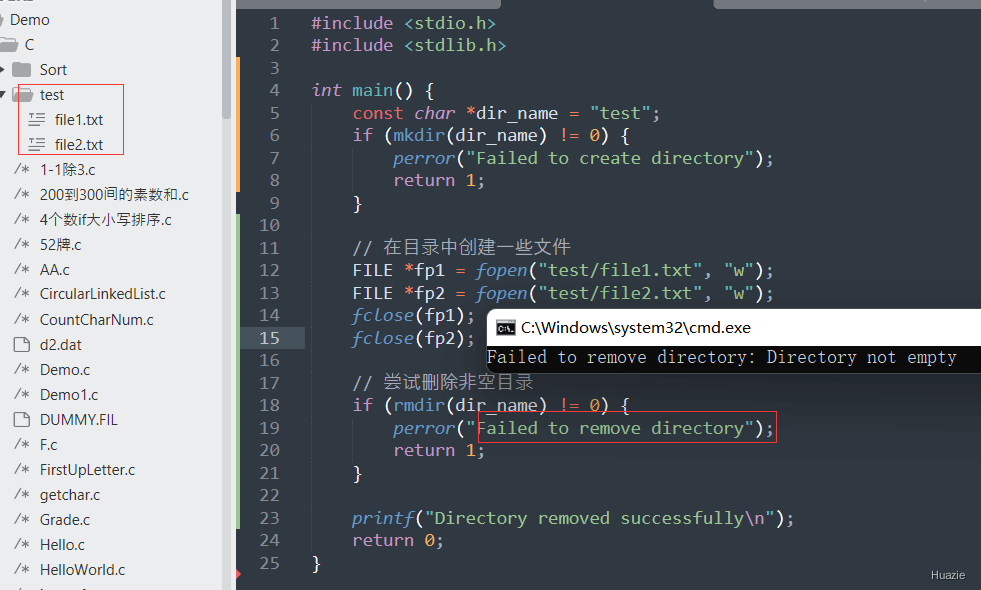 Demo
C
Sort
test
file1.txt
file2.txt
/* 1-1除3.c
/* 200到300间的素数和.c
/* 4个数if大小写排序.c
/* 52牌.c
/* AA.c
/* CircularLinkedList.c
/* CountCharNum.c
d2.dat
/* Demo.c
/* Demo1.c
DUMMY.FIL
/* F.c
/* FirstUpLetter.c
/* getchar.c
/* Grade.c
/* Hello.c
/* HelloWorld.c
1 #include <stdio.h>
2 #include <stdlib.h>
3
4 int main() {
5 const char *dir_name = "test";
6 if (mkdir(dir_name) != 0) {
7 perror("Failed to create directory");
8 return 1;
9 }
10
11 // 在目录中创建一些文件
12 FILE *fp1 = fopen("test/file1.txt", "w");
13 FILE *fp2 = fopen("test/file2.txt", "w");
14 fclose(fp1);
15 fclose(fp2);
16
17 // 尝试删除非空目录
18 if (rmdir(dir_name) != 0) {
19 perror("Failed to remove directory");
20 return 1;
21 }
22
23 printf("Directory removed successfully\n");
24 return 0;
25 }
C:\Windows\system32\cmd.exe
Failed to remove directory: Directory not empty
Huazie